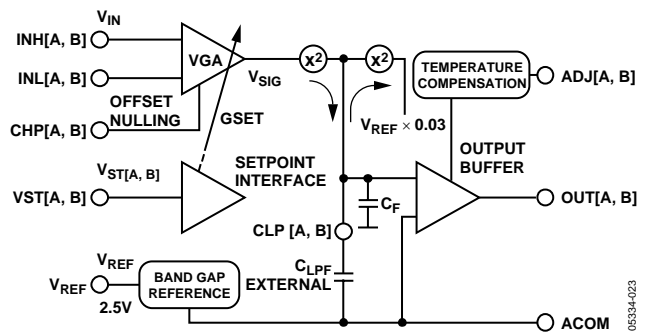 V_IN
INH[A, B]
VGA
INL[A, B]
V_SIG
x²
x²
TEMPERATURE
COMPENSATION
ADJ[A, B]
OFFSET
NULLING
CHP[A, B]
GSET
V_REF × 0.03
V_ST[A, B]
VST[A, B]
SETPOINT
INTERFACE
OUTPUT
BUFFER
C_F
OUT[A, B]
CLP [A, B]
C_LPF
EXTERNAL
V_REF
V_REF
2.5V
BAND GAP
REFERENCE
ACOM
05334-023